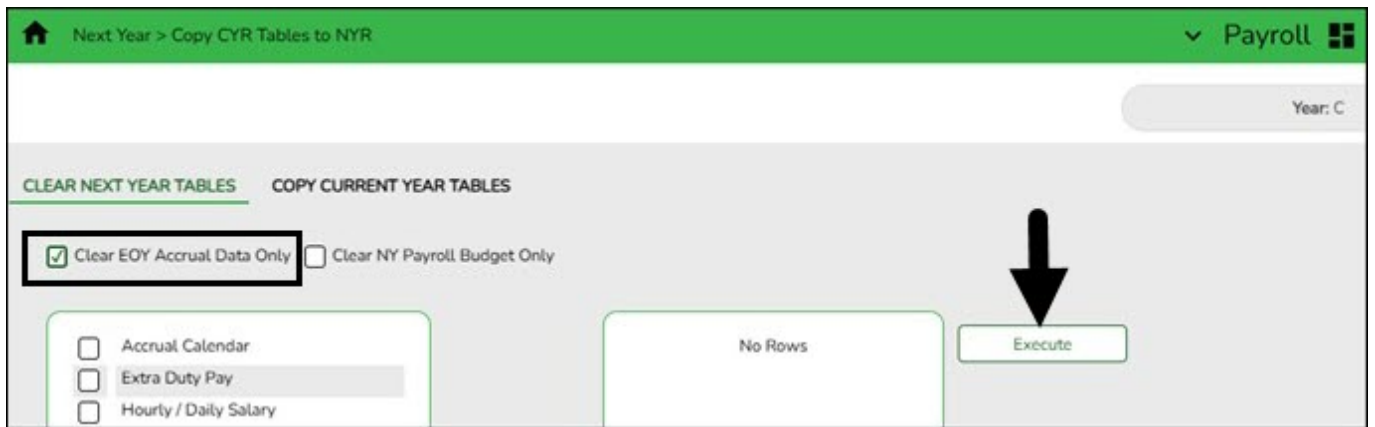 Next Year > Copy CYR Tables to NYR
Payroll
Year: C
CLEAR NEXT YEAR TABLES COPY CURRENT YEAR TABLES
Clear EOY Accrual Data Only Clear NY Payroll Budget Only
Accrual Calendar
No Rows
Execute
Extra Duty Pay
Hourly / Daily Salary